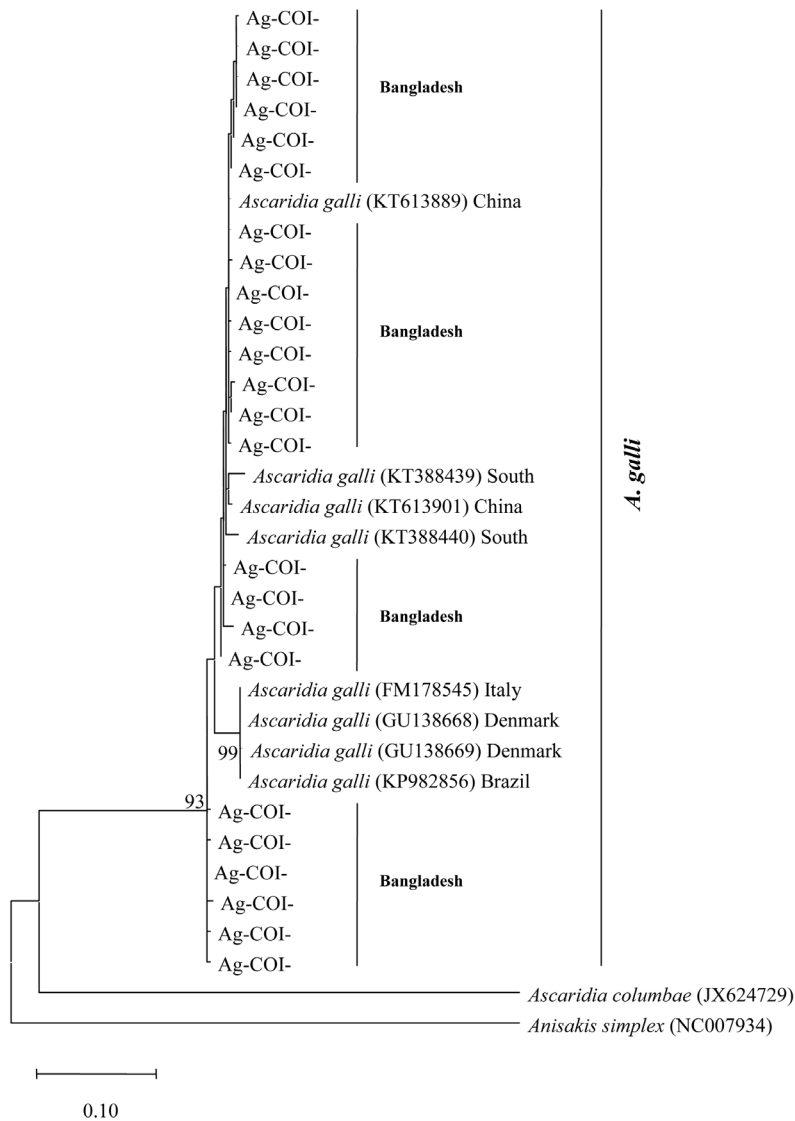 Ag-COI-
Ag-COI-
Ag-COI-
Bangladesh
Ag-COI-
Ag-COI-
Ag-COI-
Ascaridia galli (KT613889) China
Ag-COI-
Ag-COI-
Ag-COI-
Ag-COI-
Bangladesh
Ag-COI-
Ag-COI-
Ag-COI-
Ag-COI-
A. galli
Ascaridia galli (KT388439) South
Ascaridia galli (KT613901) China
Ascaridia galli (KT388440) South
Ag-COI-
Ag-COI-
Bangladesh
Ag-COI-
Ag-COI-
Ascaridia galli (FM178545) Italy
Ascaridia galli (GU138668) Denmark
99
Ascaridia galli (GU138669) Denmark
Ascaridia galli (KP982856) Brazil
93
Ag-COI-
Ag-COI-
Ag-COI-
Bangladesh
Ag-COI-
Ag-COI-
Ag-COI-
Ascaridia columbae (JX624729)
Anisakis simplex (NC007934)
0.10